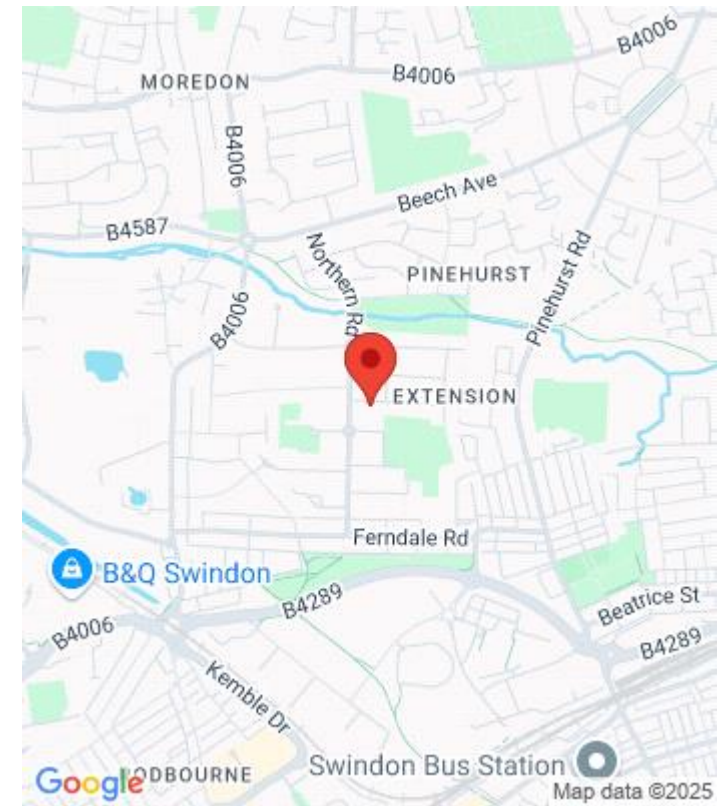 B4006
MOREDON
B4006
B4006
Beech Ave
B4587
Northern Rd
PINEHURST
Pinehurst Rd
B4006
EXTENSION
Ferndale Rd
B&Q Swindon
B4289
Beatrice St
B4006
B4289
Kemble Dr
Swindon Bus Station
ODBOURNE
Google
Map data ©2025